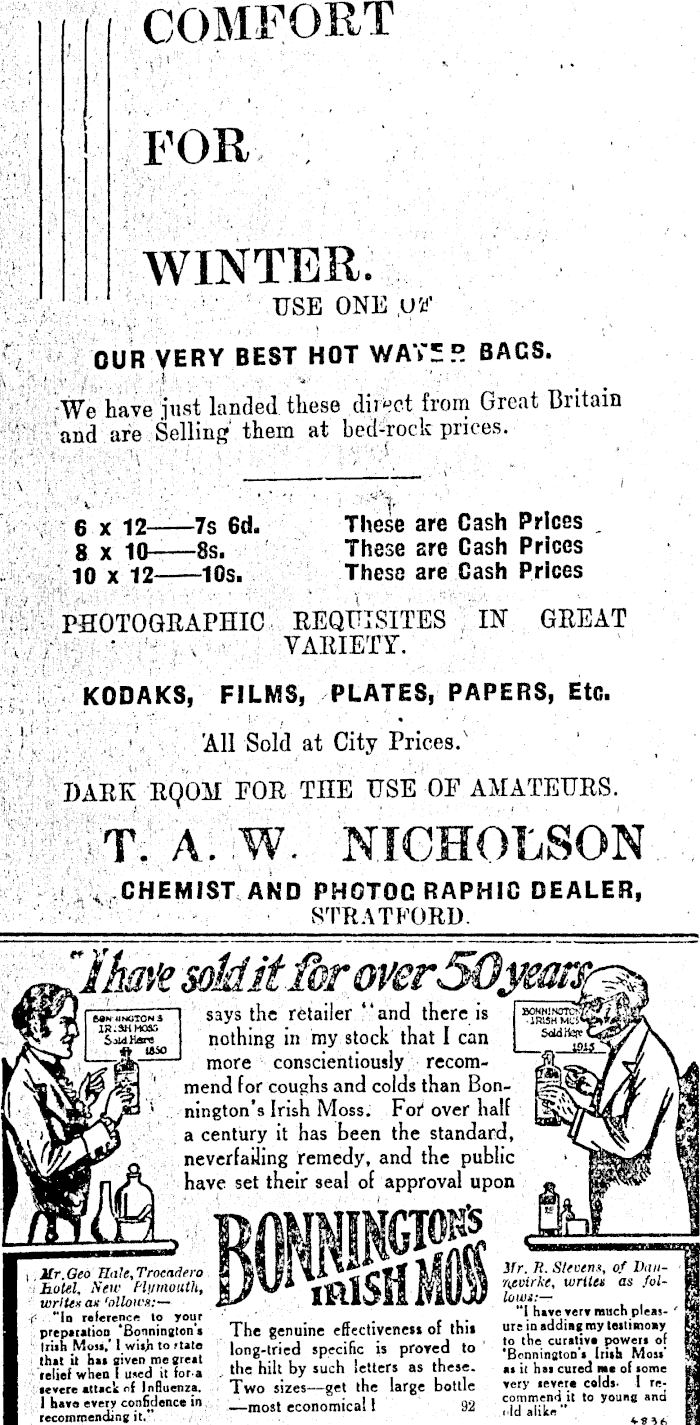 COMFORT
FOR
WINTER.
USE ONE OF
OUR VERY BEST HOT WATER BAGS.
We have just landed these direct from Great Britain
and are Selling them at bed-rock prices.
6 x 12——7s 6d. These are Cash Prices
8 x 10——8s. These are Cash Prices
10 x 12——10s. These are Cash Prices
PHOTOGRAPHIC REQUISITES IN GREAT
VARIETY.
KODAKS, FILMS, PLATES, PAPERS, Etc.
All Sold at City Prices.
DARK ROOM FOR THE USE OF AMATEURS.
T. A. W. NICHOLSON
CHEMIST AND PHOTOGRAPHIC DEALER,
STRATFORD.
"I have sold it for over 50 years
BONNINGTONS
IRISH MOSS
Sold Here
1850
says the retailer "and there is
nothing in my stock that I can
more conscientiously recom-
mend for coughs and colds than Bon-
nington's Irish Moss. For over half
a century it has been the standard,
neverfailing remedy, and the public
have set their seal of approval upon
BONNINGTON
IRISH MOS
Sold Here
1915
BONNINGTON'S
IRISH MOSS
Mr. Geo Hale, Trocadero
Hotel, New Plymouth,
writes as follows:—
"In reference to your
preparation 'Bonnington's
Irish Moss,' I wish to state
that it has given me great
relief when I used it for a
severe attack of Influenza.
I have every confidence in
recommending it."
The genuine effectiveness of this
long-tried specific is proved to
the hilt by such letters as these.
Two sizes—get the large bottle
—most economical! 92
Mr. R. Stevens, of Dan-
nevirke, writes as fol-
lows:—
"I have very much pleas-
ure in adding my testimony
to the curative powers of
'Bonnington's Irish Moss'
as it has cured me of some
very severe colds. I re-
commend it to young and
old alike"
4836